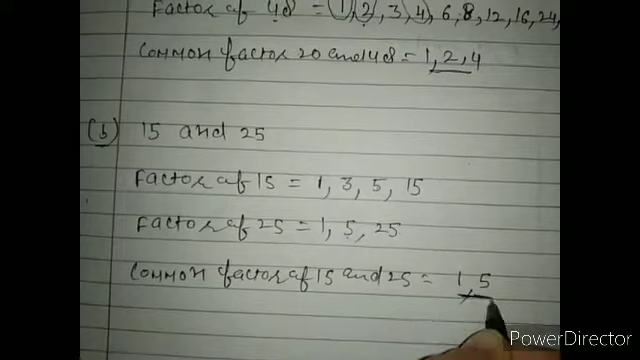 Factor of 48 = 1, 2, 3, 4, 6, 8, 12, 16, 24,
Common factor 20 and 48 = 1, 2, 4
(b) 15 and 25
Factor of 15 = 1, 3, 5, 15
Factor of 25 = 1, 5, 25
Common factor of 15 and 25 = 1, 5
PowerDirector